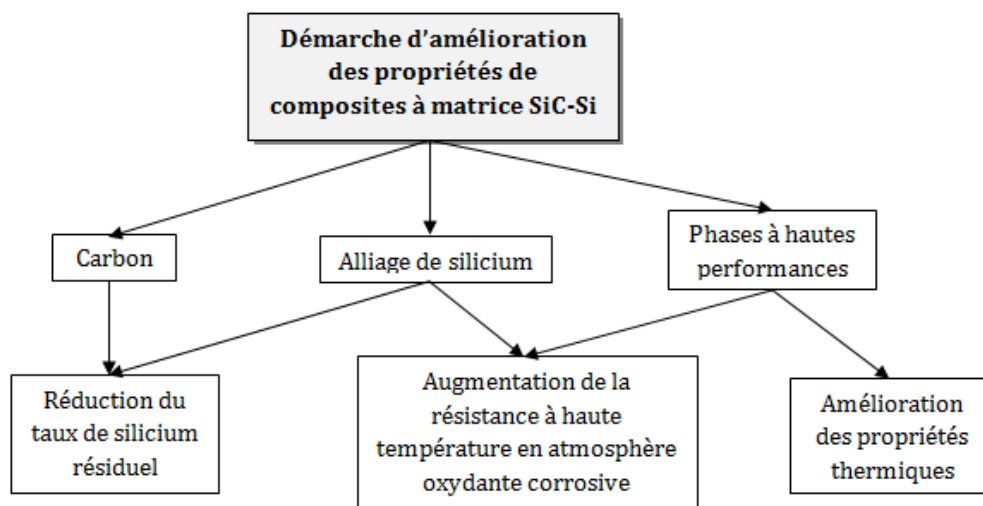 Démarche d’amélioration
des propriétés de
composites à matrice SiC-Si
Carbon
Alliage de silicium
Phases à hautes
performances
Réduction du
taux de silicium
résiduel
Augmentation de la
résistance à haute
température en atmosphère
oxydante corrosive
Amélioration
des propriétés
thermiques